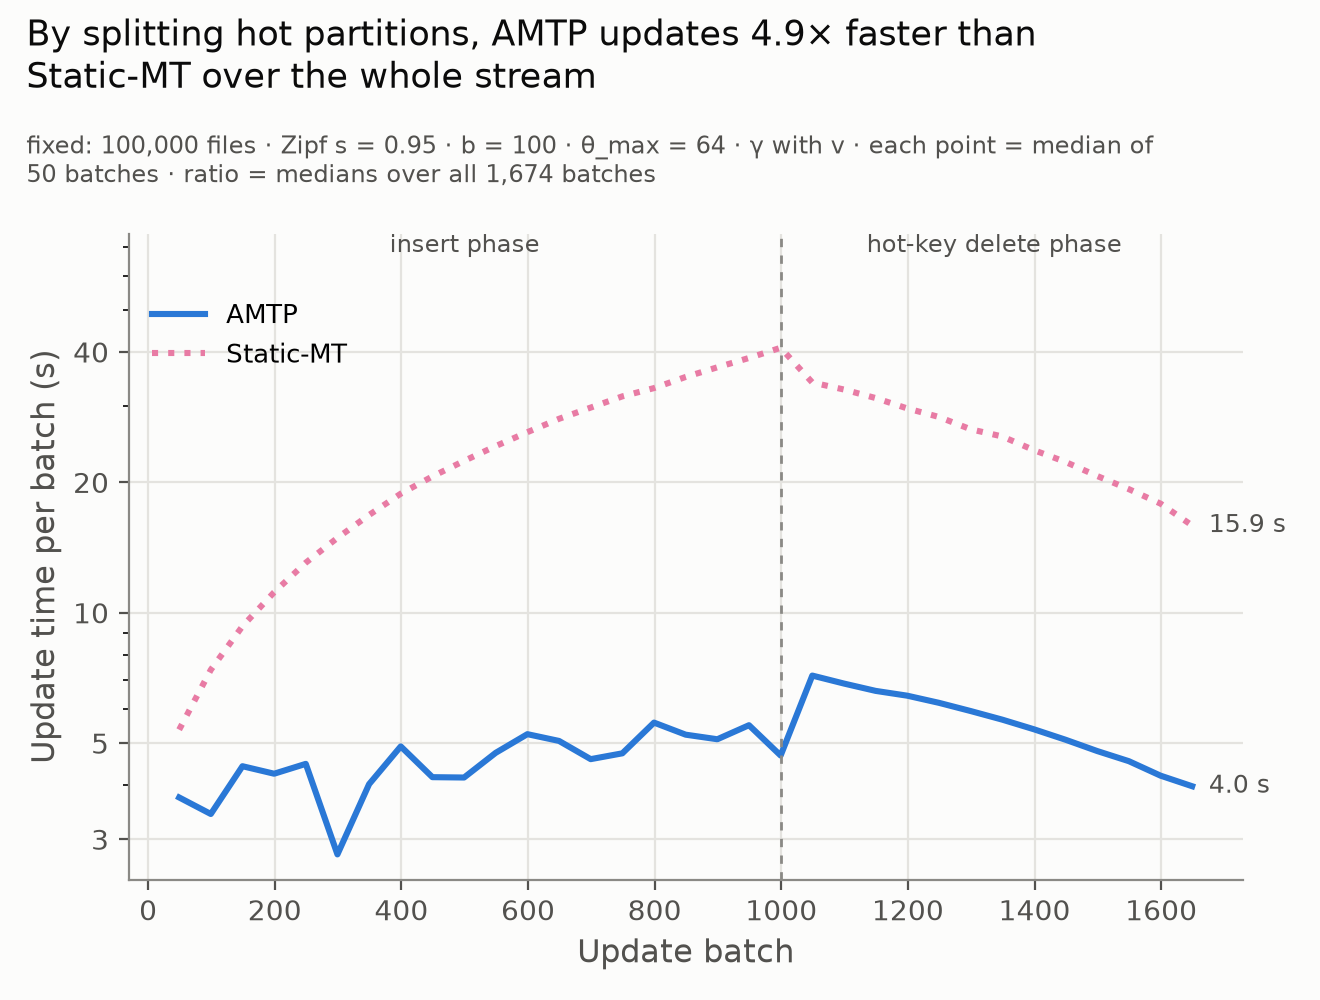 By splitting hot partitions, AMTP updates 4.9× faster than
Static-MT over the whole stream
fixed: 100,000 files · Zipf s = 0.95 · b = 100 · θ_max = 64 · γ with v · each point = median of
50 batches · ratio = medians over all 1,674 batches
insert phase
hot-key delete phase
AMTP
Static-MT
Update time per batch (s)
40
20
10
5
3
15.9 s
4.0 s
0 200 400 600 800 1000 1200 1400 1600
Update batch